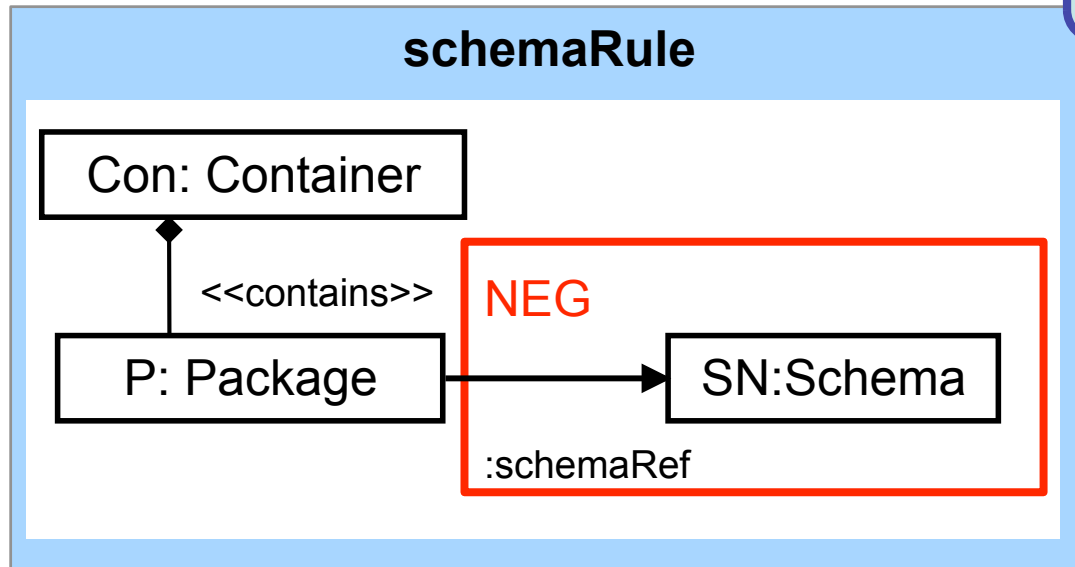 schemaRule
Con: Container
<<contains>>
NEG
P: Package
SN:Schema
:schemaRef